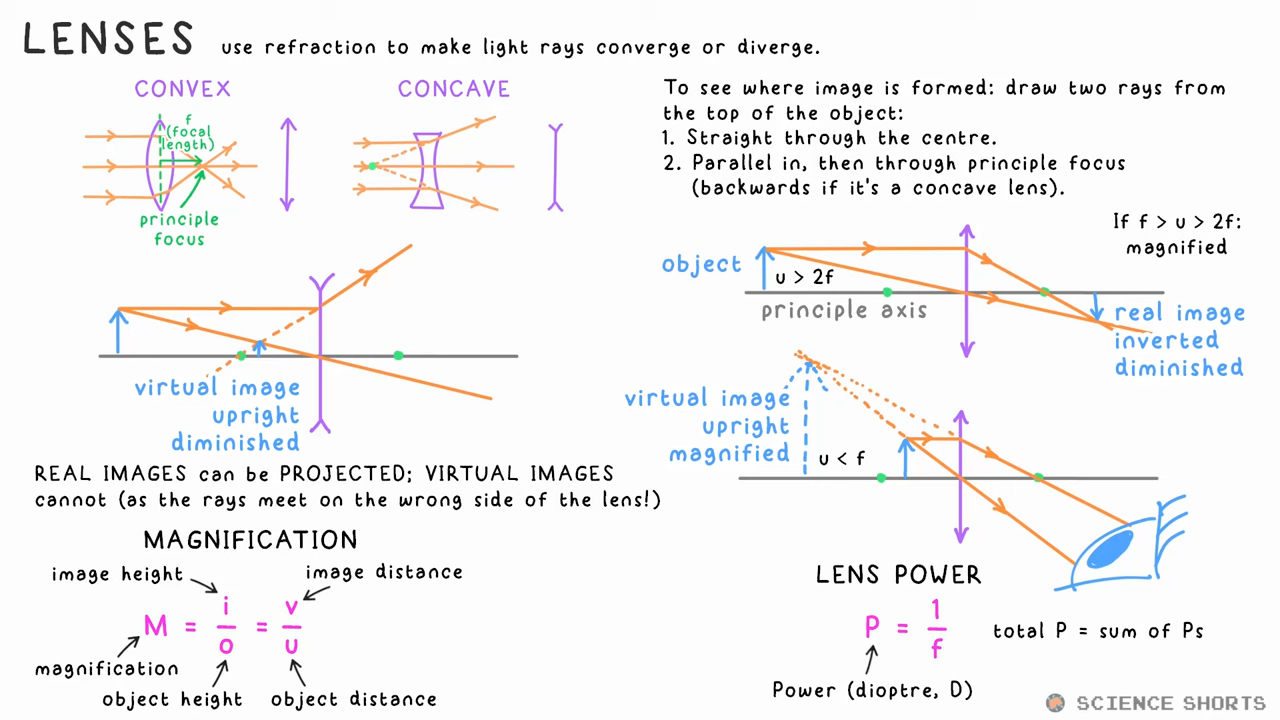 LENSES use refraction to make light rays converge or diverge.
CONVEX
f
(focal
length)
principle
focus
CONCAVE
virtual image
upright
diminished
REAL IMAGES can be PROJECTED; VIRTUAL IMAGES
cannot (as the rays meet on the wrong side of the lens!)
MAGNIFICATION
image height
image distance
M = i/o = v/u
magnification
object height
object distance
To see where image is formed: draw two rays from
the top of the object:
1. Straight through the centre.
2. Parallel in, then through principle focus
(backwards if it's a concave lens).
If f > u > 2f:
magnified
object
u > 2f
principle axis
real image
inverted
diminished
virtual image
upright
magnified
u < f
LENS POWER
P = 1/f
total P = sum of Ps
Power (dioptre, D)
SCIENCE SHORTS